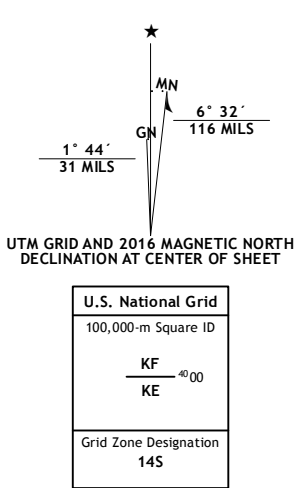 ★
MN
GN
6° 32´
116 MILS
1° 44´
31 MILS
UTM GRID AND 2016 MAGNETIC NORTH
DECLINATION AT CENTER OF SHEET
U.S. National Grid
100,000-m Square ID
KF
4000
KE
Grid Zone Designation
14S